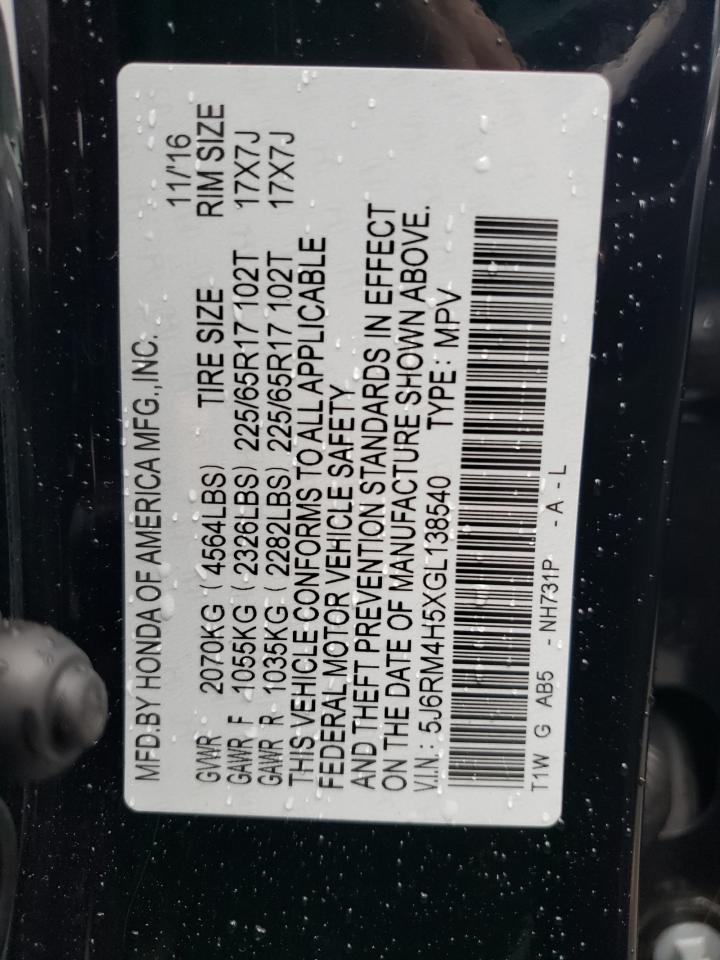 MFD.BY HONDA OF AMERICA MFG.,INC. 11/'16
GVWR 2070KG ( 4564LBS) TIRE SIZE RIM SIZE
GAWR F 1055KG ( 2326LBS) 225/65R17 102T 17X7J
GAWR R 1035KG ( 2282LBS) 225/65R17 102T 17X7J
THIS VEHICLE CONFORMS TO ALL APPLICABLE
FEDERAL MOTOR VEHICLE SAFETY
AND THEFT PREVENTION STANDARDS IN EFFECT
ON THE DATE OF MANUFACTURE SHOWN ABOVE.
V.I.N.: 5J6RM4H5XGL138540 TYPE: MPV
T1W G AB5 - NH731P - A - L